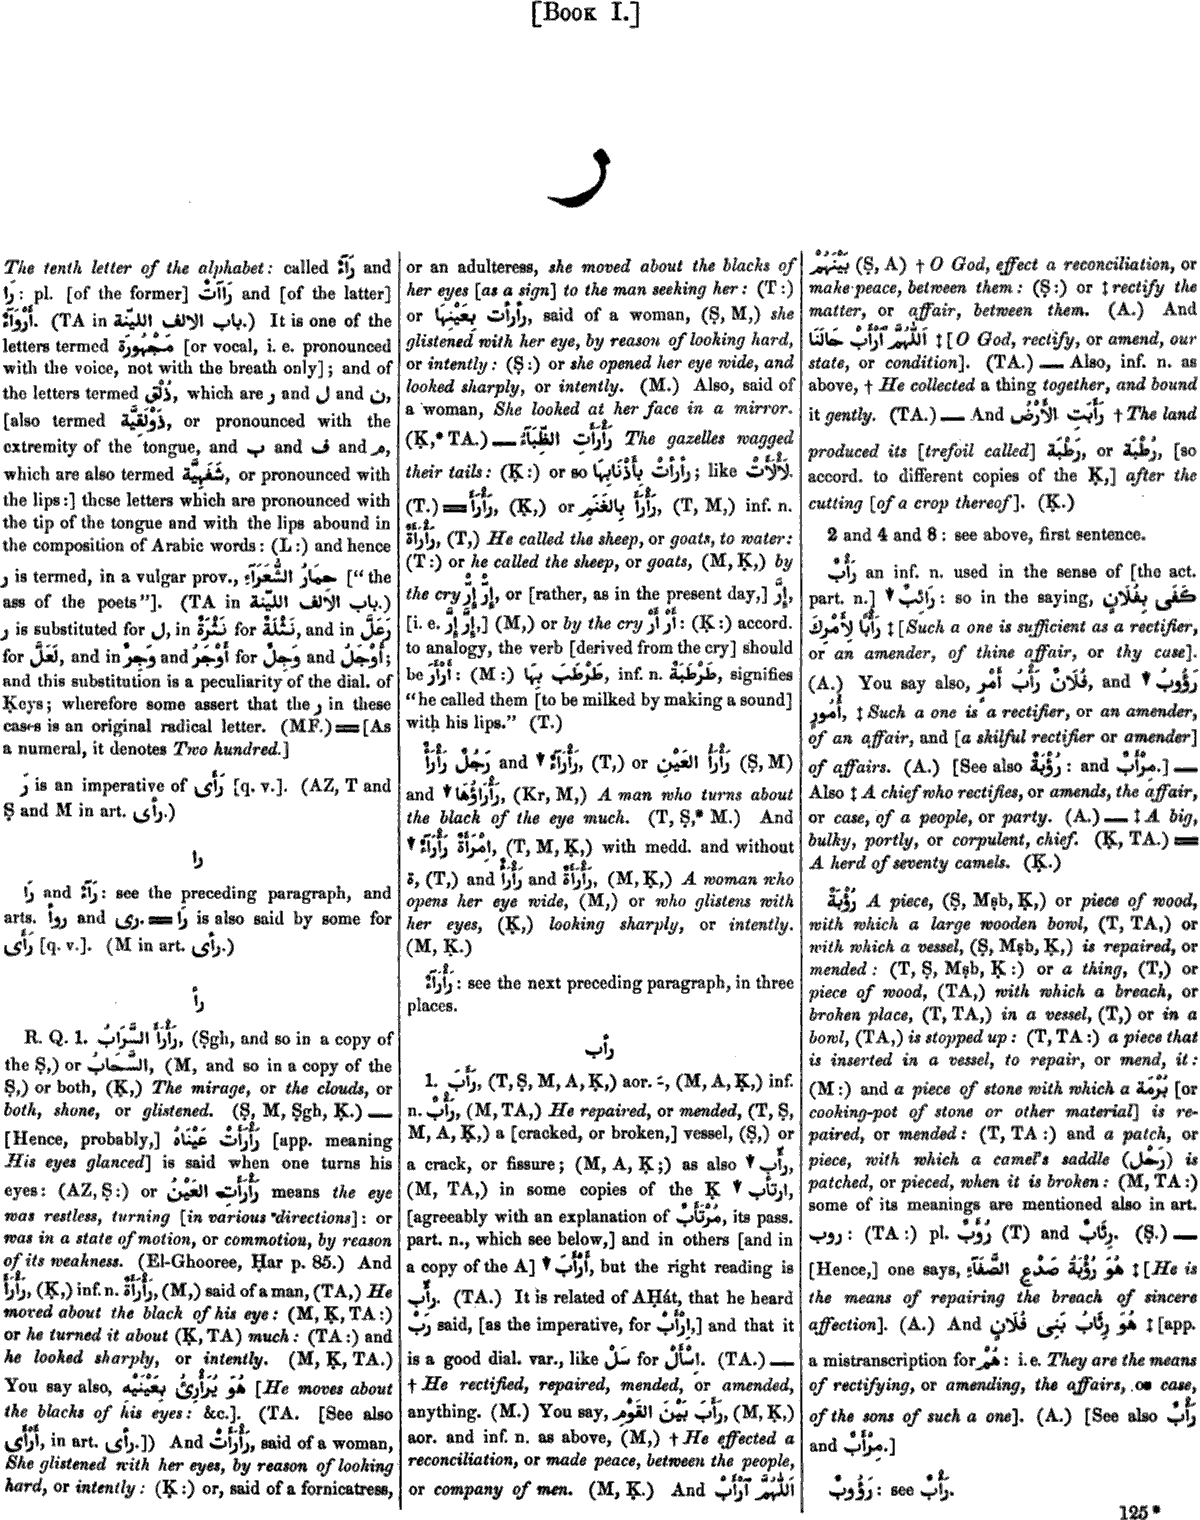 [Book I.]
ر
The tenth letter of the alphabet: called رَآءٌ and
رَا: pl. [of the former] رَاآتٌ and [of the latter]
أَرْوَآءٌ. (TA in باب الالف الليّنة.) It is one of the
letters termed مَجْهُورَة [or vocal, i. e. pronounced
with the voice, not with the breath only]; and of
the letters termed ذُلْق, which are ر and ل and ن,
[also termed ذَوْلَقِيَّة, or pronounced with the
extremity of the tongue, and ب and ف and م,
which are also termed شَفَهِيَّة, or pronounced with
the lips:] these letters which are pronounced with
the tip of the tongue and with the lips abound in
the composition of Arabic words: (L:) and hence
ر is termed, in a vulgar prov., حِمَارُ الشُّعَرَآءِ ["the
ass of the poets"]. (TA in باب الالف الليّنة.)
ر is substituted for ل, in نَثْرَةٌ for نَثْلَةٌ, and in رَعَلَّ
for لَعَلَّ, and in وَجِرٌ and أَوْجَرُ for وَجِلٌ and أَوْجَلُ;
and this substitution is a peculiarity of the dial. of
Ḳeys; wherefore some assert that the ر in these
cases is an original radical letter. (MF.)═[As
a numeral, it denotes Two hundred.]
رَ is an imperative of رَأَى [q. v.]. (AZ, T and
Ṣ and M in art. رأى.)
را
رَا and رَآءٌ: see the preceding paragraph, and
arts. روأ and رى.═رَا is also said by some for
رَأَى [q. v.]. (M in art. رأى.)
رأ
R. Q. 1. رَأْرَأَ السَّرَابُ, (Ṣgh, and so in a copy of
the Ṣ,) or السَّحَابُ, (M, and so in a copy of the
Ṣ,) or both, (Ḳ,) The mirage, or the clouds, or
both, shone, or glistened. (Ṣ, M, Ṣgh, Ḳ.) —
[Hence, probably,] رَأْرَأَتْ عَيْنَاهُ [app. meaning
His eyes glanced] is said when one turns his
eyes: (AZ, Ṣ:) or رَأْرَأَتِ العَيْنُ means the eye
was restless, turning [in various directions]: or
was in a state of motion, or commotion, by reason
of its weakness. (El-Ghooree, Ḥar p. 85.) And
رَأْرَأَ, (Ḳ,) inf. n. رَأْرَأَةٌ, (M,) said of a man, (TA,) He
moved about the black of his eye: (M, Ḳ, TA:)
or he turned it about (Ḳ, TA) much: (TA:) and
he looked sharply, or intently. (M, Ḳ, TA.)
You say also, هُوَ يُرَأْرِئُ بِعَيْنَيْهِ [He moves about
the blacks of his eyes: &c.]. (TA. [See also
أَرْأَى, in art. رأى.]) And رَأْرَأَتْ, said of a woman,
She glistened with her eyes, by reason of looking
hard, or intently: (Ḳ:) or, said of a fornicatress,
or an adulteress, she moved about the blacks of
her eyes [as a sign] to the man seeking her: (T:)
or رَأْرَأَتْ بِعَيْنِهَا, said of a woman, (Ṣ, M,) she
glistened with her eye, by reason of looking hard,
or intently: (Ṣ:) or she opened her eye wide, and
looked sharply, or intently. (M.) Also, said of
a woman, She looked at her face in a mirror.
(Ḳ,* TA.) — رَأْرَأَتِ الظِّبَآءُ The gazelles wagged
their tails: (Ḳ:) or so رَأْرَأَتْ بِأَذْنَابِهَا; like لَأْلَأَتْ.
(T.)═رَأْرَأَ, (Ḳ,) or رَأْرَأَ بِالغَنَمِ, (T, M,) inf. n.
رَأْرَأَةٌ, (T,) He called the sheep, or goats, to water:
(T:) or he called the sheep, or goats, (M, Ḳ,) by
the cry إِرْ إِرْ, or [rather, as in the present day,] إِرَّ,
[i. e. إِرَّ إِرَّ,] (M,) or by the cry أَرْ أَرْ: (Ḳ:) accord.
to analogy, the verb [derived from the cry] should
be أَرْأَرَ: (M:) طَرْطَبَ بِهَا, inf. n. طَرْطَبَةٌ, signifies
"he called them [to be milked by making a sound]
with his lips." (T.)
رَجُلٌ رَأْرَأٌ and ▼ رَأْرَآءٌ, (T,) or رَأْرَأُ العَيْنِ (Ṣ, M)
and ▼ رَأْرَاؤُهَا, (Kr, M,) A man who turns about
the black of the eye much. (T, Ṣ,* M.) And
▼ اِمْرَأَةٌ رَأْرَآءٌ, (T, M, Ḳ,) with medd. and without
ة, (T,) and رَأْرَأٌ and رَأْرَأَةٌ, (M, Ḳ,) A woman who
opens her eye wide, (M,) or who glistens with
her eyes, (Ḳ,) looking sharply, or intently.
(M, Ḳ.)
رَأْرَآءٌ: see the next preceding paragraph, in three
places.
رأب
1. رَأَبَ, (T, Ṣ, M, A, Ḳ,) aor. ـَ, (M, A, Ḳ,) inf.
n. رَأْبٌ, (M, TA,) He repaired, or mended, (T, Ṣ,
M, A, Ḳ,) a [cracked, or broken,] vessel, (Ṣ,) or
a crack, or fissure; (M, A, Ḳ;) as also ▼ رَأَّبَ,
(M, TA,) in some copies of the Ḳ ▼ ارتأب,
[agreeably with an explanation of مُرْتَأَبٌ, its pass.
part. n., which see below,] and in others [and in
a copy of the A] ▼ أَرْأَبَ, but the right reading is
رأّب. (TA.) It is related of AḤát, that he heard
رَبْ said, [as the imperative, for اِرْأَبْ,] and that it
is a good dial. var., like سَلْ for اِسْأَلْ. (TA.) —
† He rectified, repaired, mended, or amended,
anything. (M.) You say, رَأَبَ بَيْنَ القَوْمِ, (M, Ḳ,)
aor. and inf. n. as above, (M,) † He effected a
reconciliation, or made peace, between the people,
or company of men. (M, Ḳ.) And اَللّٰهُمَّ ٱرْأَبْ
بَيْنَهُمْ (Ṣ, A) † O God, effect a reconciliation, or
make peace, between them: (Ṣ:) or ‡ rectify the
matter, or affair, between them. (A.) And
اَللّٰهُمَّ ٱرْأَبْ حَالَنَا ‡ [O God, rectify, or amend, our
state, or condition]. (TA.) — Also, inf. n. as
above, † He collected a thing together, and bound
it gently. (TA.) — And رَأَبَتِ الأَرْضُ † The land
produced its [trefoil called] رَطْبَة, or رُطْبَة, [so
accord. to different copies of the Ḳ,] after the
cutting [of a crop thereof]. (Ḳ.)
2 and 4 and 8: see above, first sentence.
رَأْبٌ an inf. n. used in the sense of [the act.
part. n.] ▼ رَائِبٌ: so in the saying, كَفَى بِفُلَانٍ
رَأْبًا لِأَمْرِكَ ‡ [Such a one is sufficient as a rectifier,
or an amender, of thine affair, or thy case].
(A.) You say also, فُلَانٌ رَأْبُ أَمْرٍ, and ▼ رَؤُوبُ
أُمُورٍ, ‡ Such a one is a rectifier, or an amender,
of an affair, and [a skilful rectifier or amender]
of affairs. (A.) [See also رُؤْبَةٌ: and مِرْأَبٌ.] —
Also ‡ A chief who rectifies, or amends, the affair,
or case, of a people, or party. (A.) — ‡ A big,
bulky, portly, or corpulent, chief. (Ḳ, TA.)═
A herd of seventy camels. (Ḳ.)
رُؤْبَةٌ A piece, (Ṣ, Mṣb, Ḳ,) or piece of wood,
with which a large wooden bowl, (T, TA,) or
with which a vessel, (Ṣ, Mṣb, Ḳ,) is repaired, or
mended: (T, Ṣ, Mṣb, Ḳ:) or a thing, (T,) or
piece of wood, (TA,) with which a breach, or
broken place, (T, TA,) in a vessel, (T,) or in a
bowl, (TA,) is stopped up: (T, TA:) a piece that
is inserted in a vessel, to repair, or mend, it:
(M:) and a piece of stone with which a بُرْمَة [or
cooking-pot of stone or other material] is re-
paired, or mended: (T, TA:) and a patch, or
piece, with which a camel's saddle (رَحْل) is
patched, or pieced, when it is broken: (M, TA:)
some of its meanings are mentioned also in art.
روب: (TA:) pl. رُؤَبٌ (T) and رِئَابٌ. (Ṣ.) —
[Hence,] one says, هُوَ رُؤْبَةُ صَدْعِ الصَّفَآءِ ‡ [He is
the means of repairing the breach of sincere
affection]. (A.) And هُوَ رِئَابُ بَنِى فُلَانٍ ‡ [app.
a mistranscription for هُمْ: i. e. They are the means
of rectifying, or amending, the affairs, or case,
of the sons of such a one]. (A.) [See also رَأْبٌ
and مِرْأَبٌ.]
رَؤُوبٌ: see رَأْبٌ.
125*